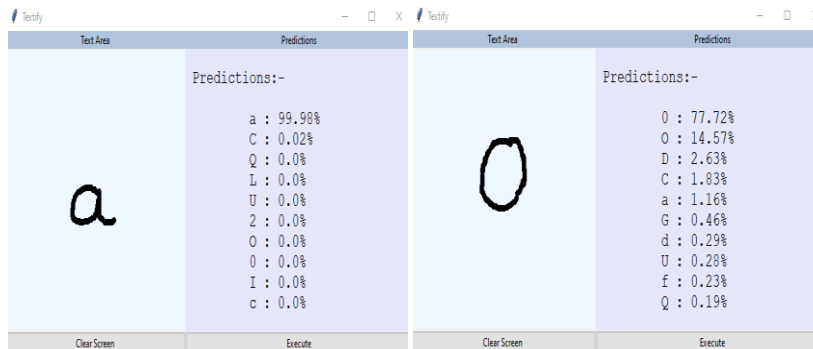 Textify
Text Area Predictions
Predictions:-
a : 99.98%
C : 0.02%
Q : 0.0%
L : 0.0%
U : 0.0%
2 : 0.0%
O : 0.0%
0 : 0.0%
I : 0.0%
c : 0.0%
a
Clear Screen Execute
Textify
Text Area Predictions
Predictions:-
0 : 77.72%
O : 14.57%
D : 2.63%
C : 1.83%
a : 1.16%
G : 0.46%
d : 0.29%
U : 0.28%
f : 0.23%
Q : 0.19%
0
Clear Screen Execute